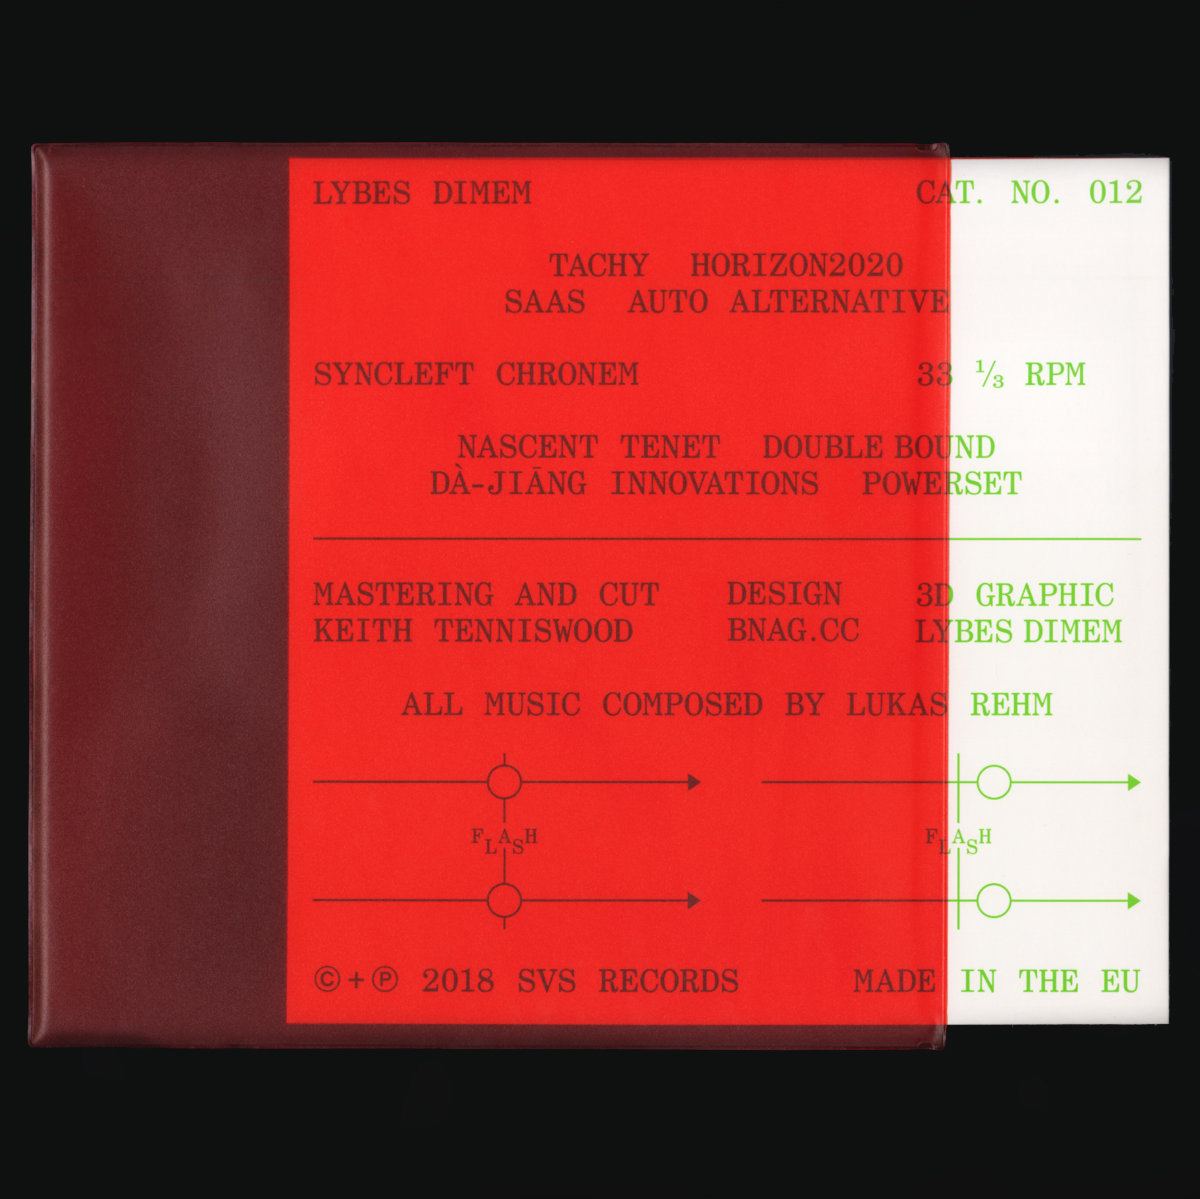 LYBES DIMEM CAT. NO. 012
TACHY HORIZON2020
SAAS AUTO ALTERNATIVE
SYNCLEFT CHRONEM 33 ⅓ RPM
NASCENT TENET DOUBLE BOUND
DÀ-JIĀNG INNOVATIONS POWERSET
MASTERING AND CUT DESIGN 3D GRAPHIC
KEITH TENNISWOOD BNAG.CC LYBES DIMEM
ALL MUSIC COMPOSED BY LUKAS REHM
FLASH FLASH
©+℗ 2018 SVS RECORDS MADE IN THE EU